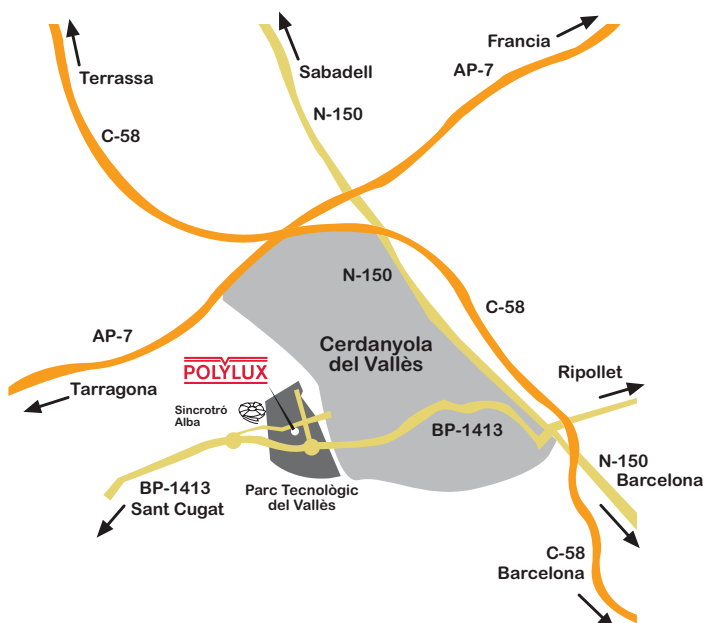 Francia
AP-7
Terrassa
Sabadell
N-150
C-58
N-150
C-58
AP-7
Cerdanyola
del Vallès
Ripollet
POLYLUX
Tarragona
Sincrotró
Alba
BP-1413
N-150
Barcelona
BP-1413
Sant Cugat
Parc Tecnològic
del Vallès
C-58
Barcelona